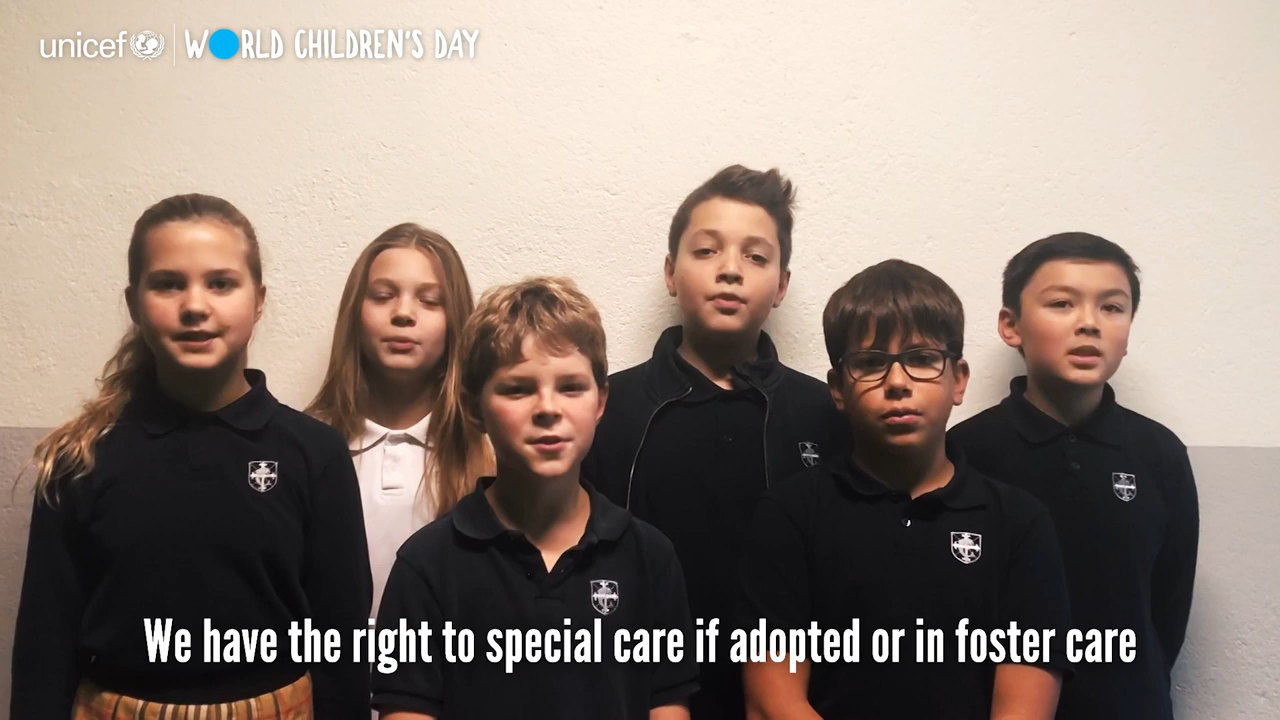 unicef WORLD CHILDREN'S DAY
We have the right to special care if adopted or in foster care